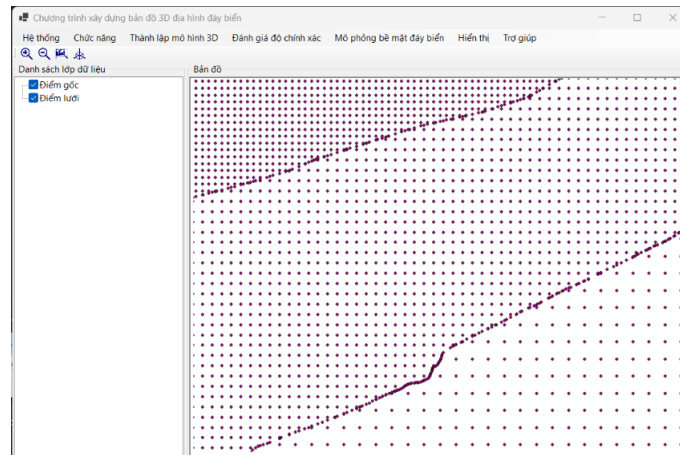 Chương trình xây dựng bản đồ 3D địa hình đáy biển
Hệ thống Chức năng Thành lập mô hình 3D Đánh giá độ chính xác Mô phỏng bề mặt đáy biển Hiển thị Trợ giúp
Danh sách lớp dữ liệu
Bản đồ
Điểm gốc
Điểm lưới